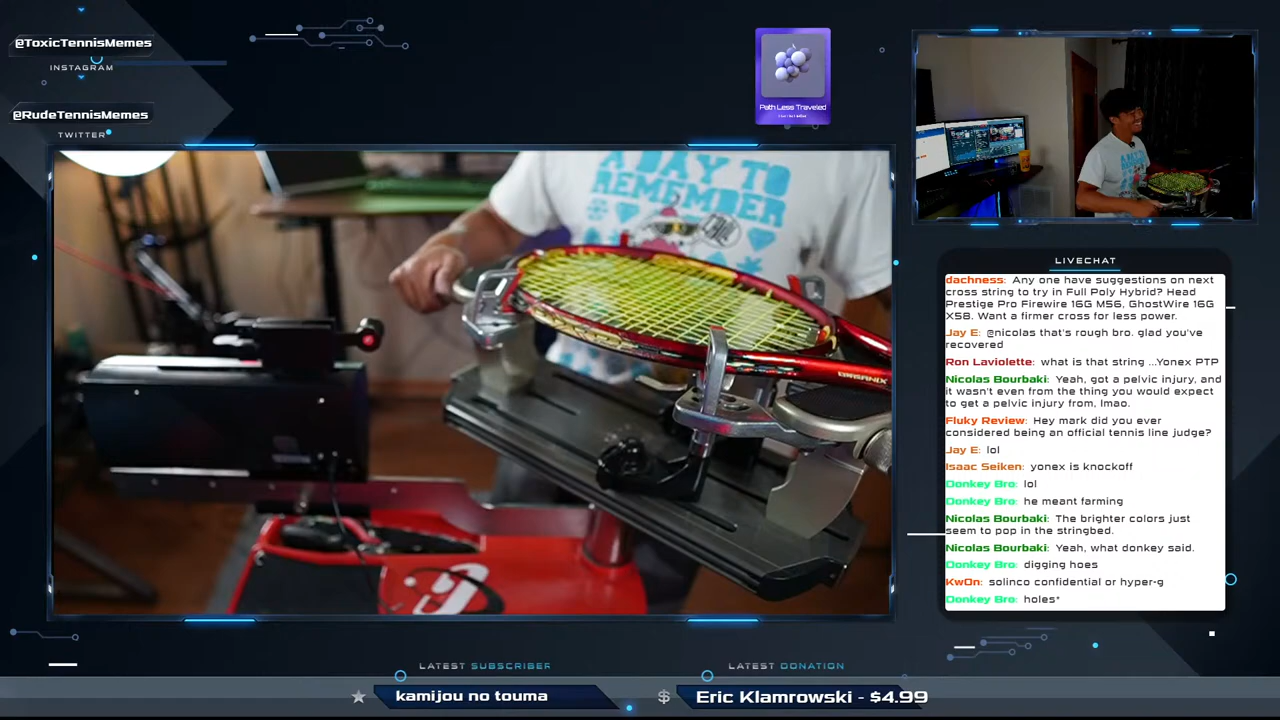 @ToxicTennisMemes
INSTAGRAM
@RudeTennisMemes
TWITTER
Path Less Traveled
A DAY TO
REMEMBER
LIVECHAT
dachness: Any one have suggestions on next
cross string to try in Full Poly Hybrid? Head
Prestige Pro Firewire 16G M56, GhostWire 16G
X58. Want a firmer cross for less power.
Jay E: @nicolas that's rough bro. glad you've
recovered
Ron Laviolette: what is that string ...Yonex PTP
Nicolas Bourbaki: Yeah, got a pelvic injury, and
it wasn't even from the thing you would expect
to get a pelvic injury from, lmao.
Fluky Review: Hey mark did you ever
considered being an official tennis line judge?
Jay E: lol
Isaac Seiken: yonex is knockoff
Donkey Bro: lol
Donkey Bro: he meant farming
Nicolas Bourbaki: The brighter colors just
seem to pop in the stringbed.
Nicolas Bourbaki: Yeah, what donkey said.
Donkey Bro: digging hoes
KwOn: solinco confidential or hyper-g
Donkey Bro: holes*
LATEST SUBSCRIBER
kamijou no touma
LATEST DONATION
$
Eric Klamrowski - $4.99